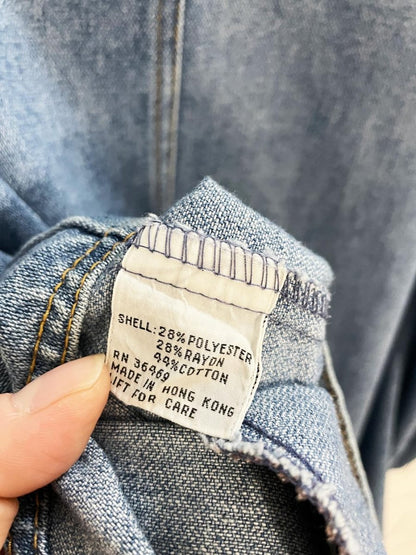 SHELL: 28% POLYESTER
28% RAYON
44% COTTON
RN 36469
MADE IN HONG KONG
LIFT FOR CARE